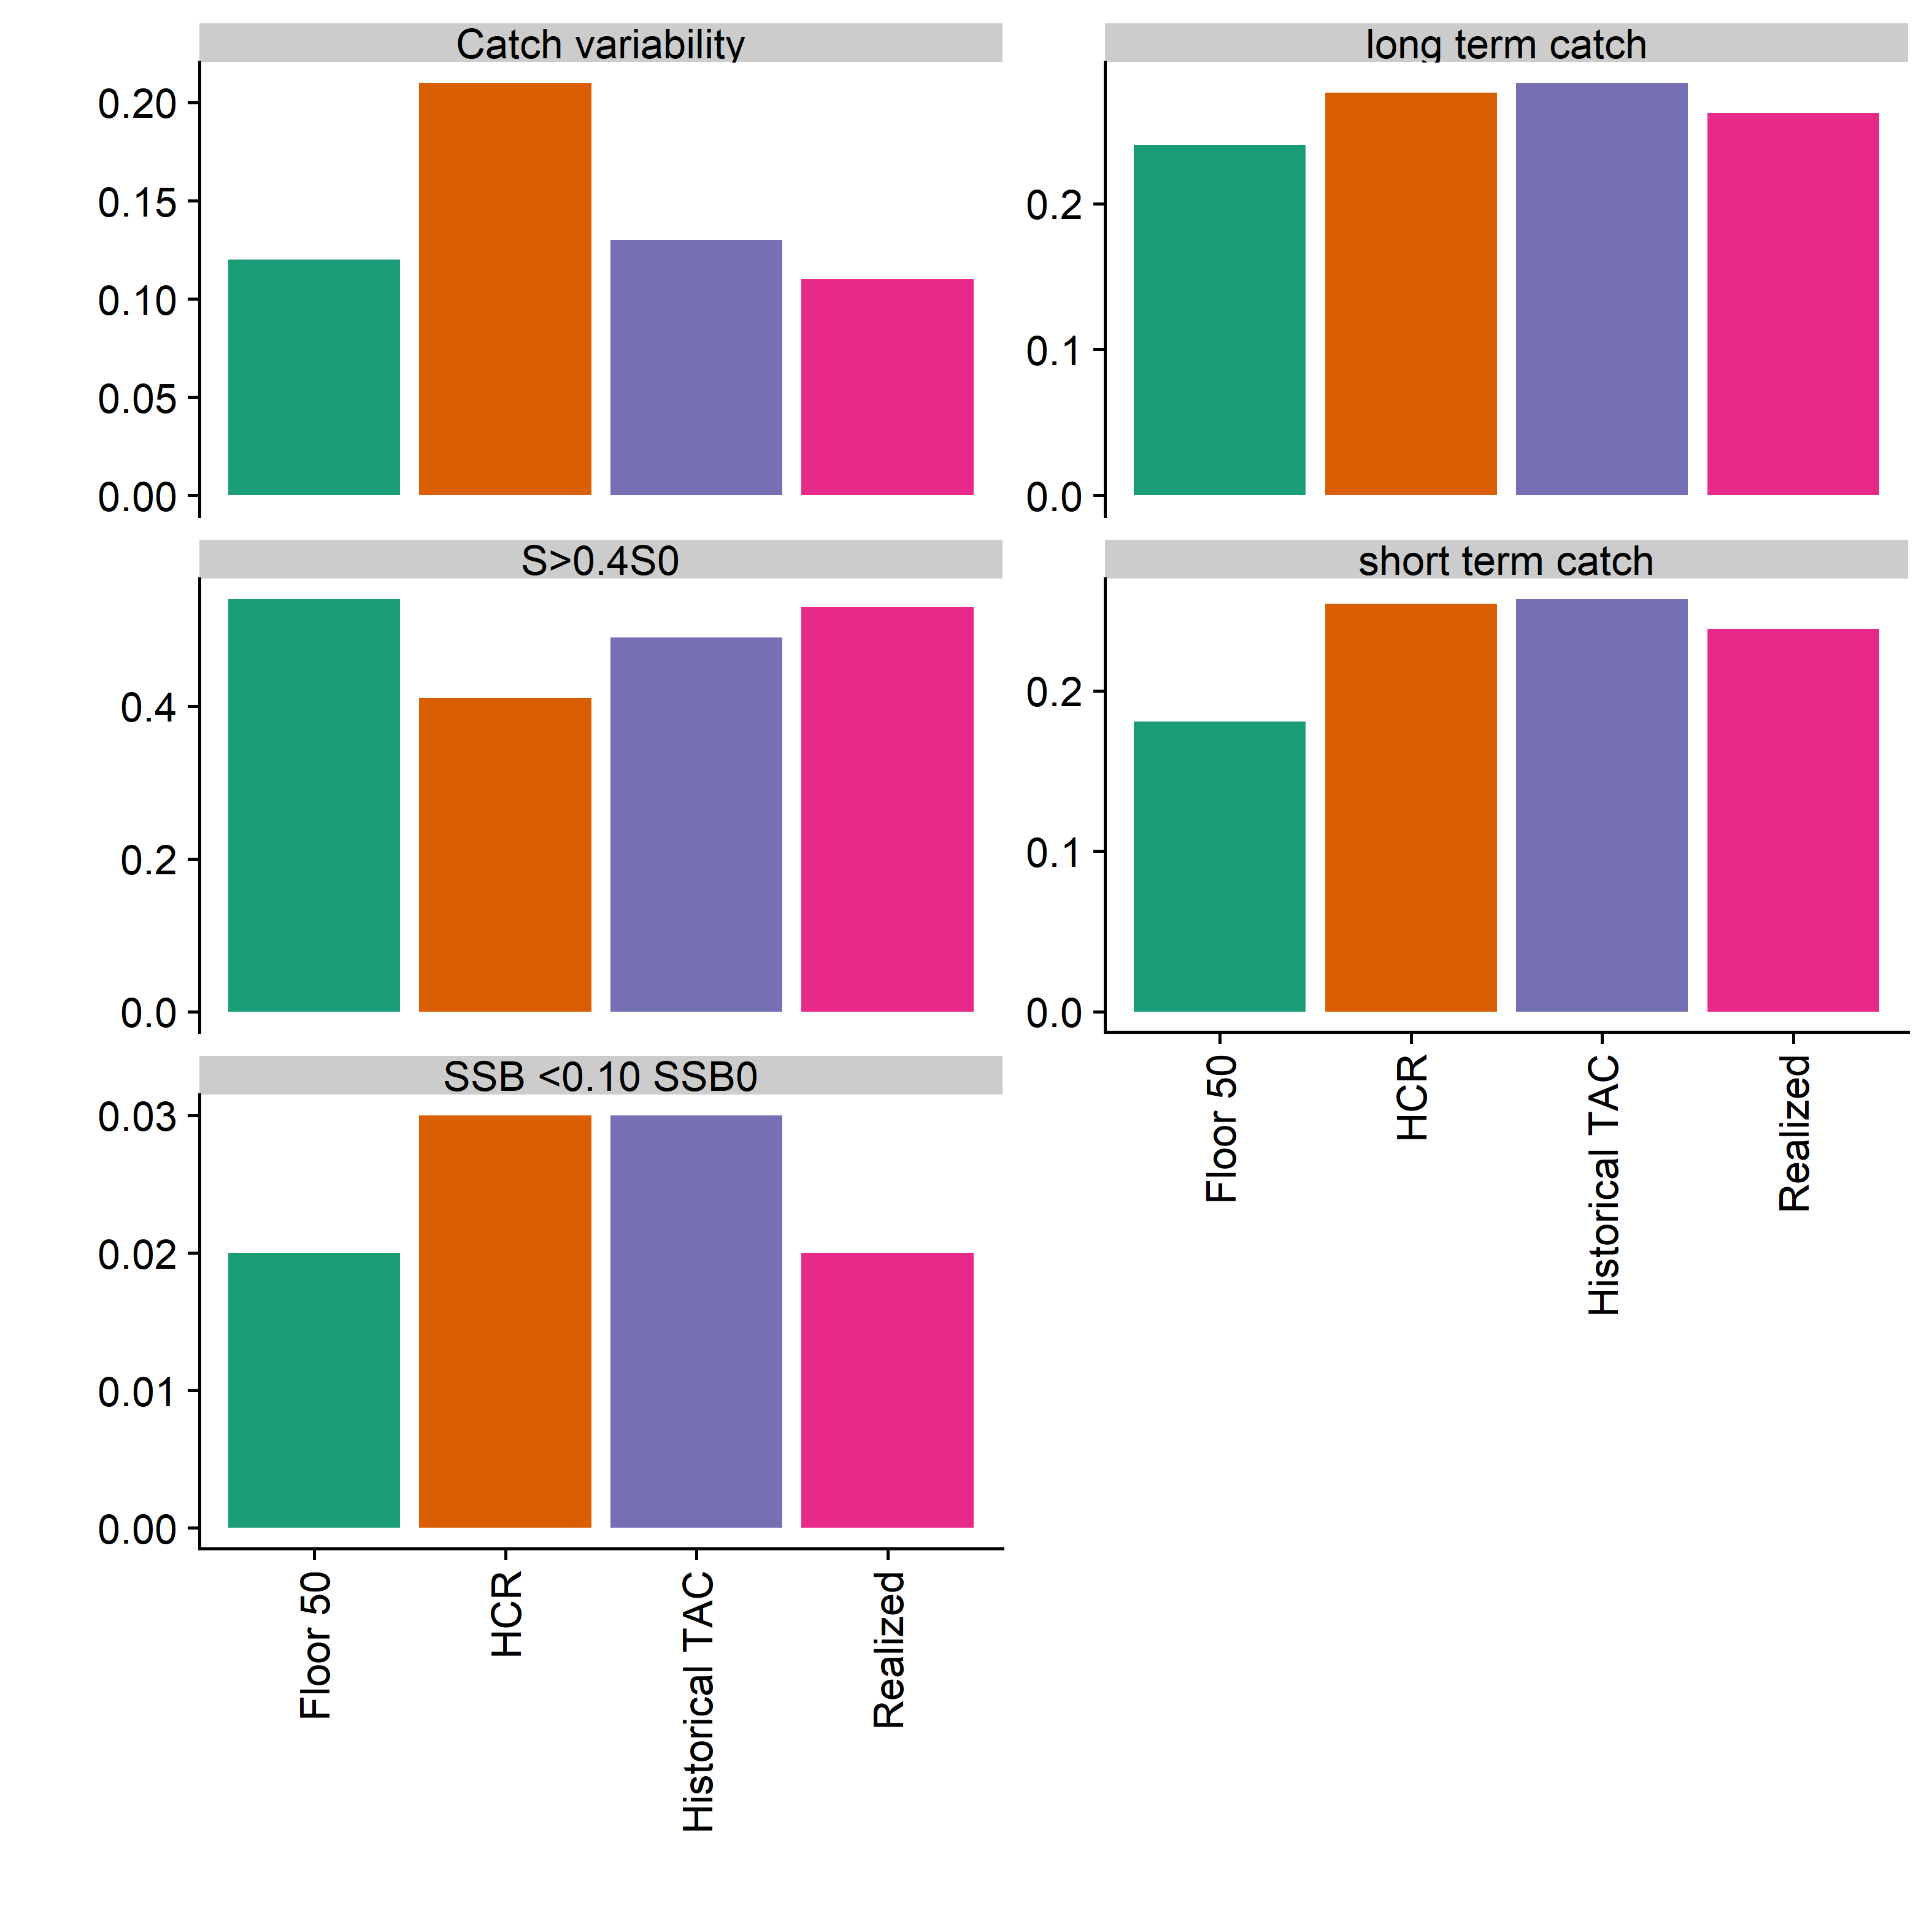 Catch variability
0.20
0.15
0.10
0.05
0.00
long term catch
0.2
0.1
0.0
S>0.4S0
0.4
0.2
0.0
short term catch
0.2
0.1
0.0
Floor 50
HCR
Historical TAC
Realized
SSB <0.10 SSB0
0.03
0.02
0.01
0.00
Floor 50
HCR
Historical TAC
Realized